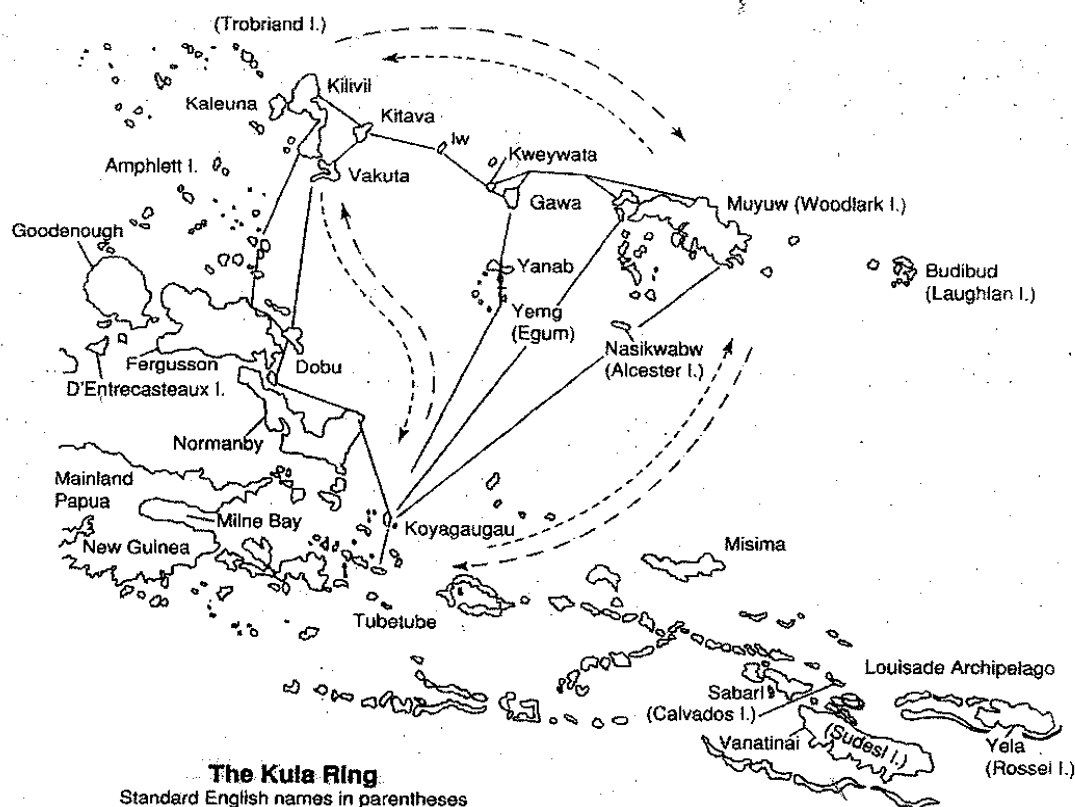 (Trobriand I.)
Kilivil
Kaleuna
Kitava
Iw
Kweywata
Amphlett I.
Vakuta
Gawa
Muyuw (Woodlark I.)
Goodenough
Yanab
Budibud
(Laughlan I.)
Yemg
(Egum)
Nasikwabw
(Alcester I.)
Fergusson
Dobu
D'Entrecasteaux I.
Normanby
Mainland
Papua
Milne Bay
Koyagaugau
New Guinea
Misima
Tubetube
Louisade Archipelago
Sabarl
(Calvados I.)
Vanatinai
(Sudest I.)
Yela
(Rossel I.)
The Kula Ring
Standard English names in parentheses